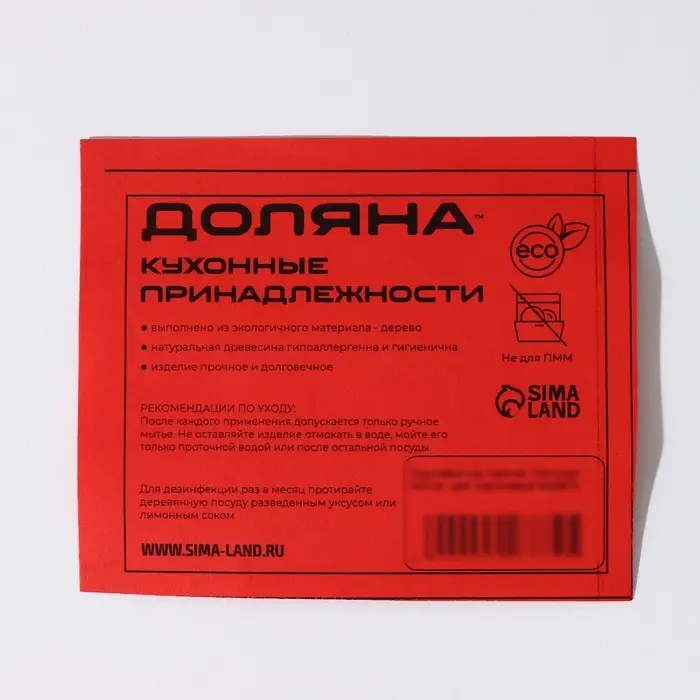 ДОЛЯНА™
КУХОННЫЕ
ПРИНАДЛЕЖНОСТИ
• выполнено из экологичного материала - дерево
• натуральная древесина гипоаллергенна и гигиенична
• изделие прочное и долговечное
eco
Не для ПММ
SIMA
LAND
РЕКОМЕНДАЦИИ ПО УХОДУ:
После каждого применения допускается только ручное
мытье. Не оставляйте изделие отмокать в воде, мойте его
только проточной водой или после остальной посуды.
Для дезинфекции раз в месяц протирайте
деревянную посуду разведенным уксусом или
лимонным соком
WWW.SIMA-LAND.RU